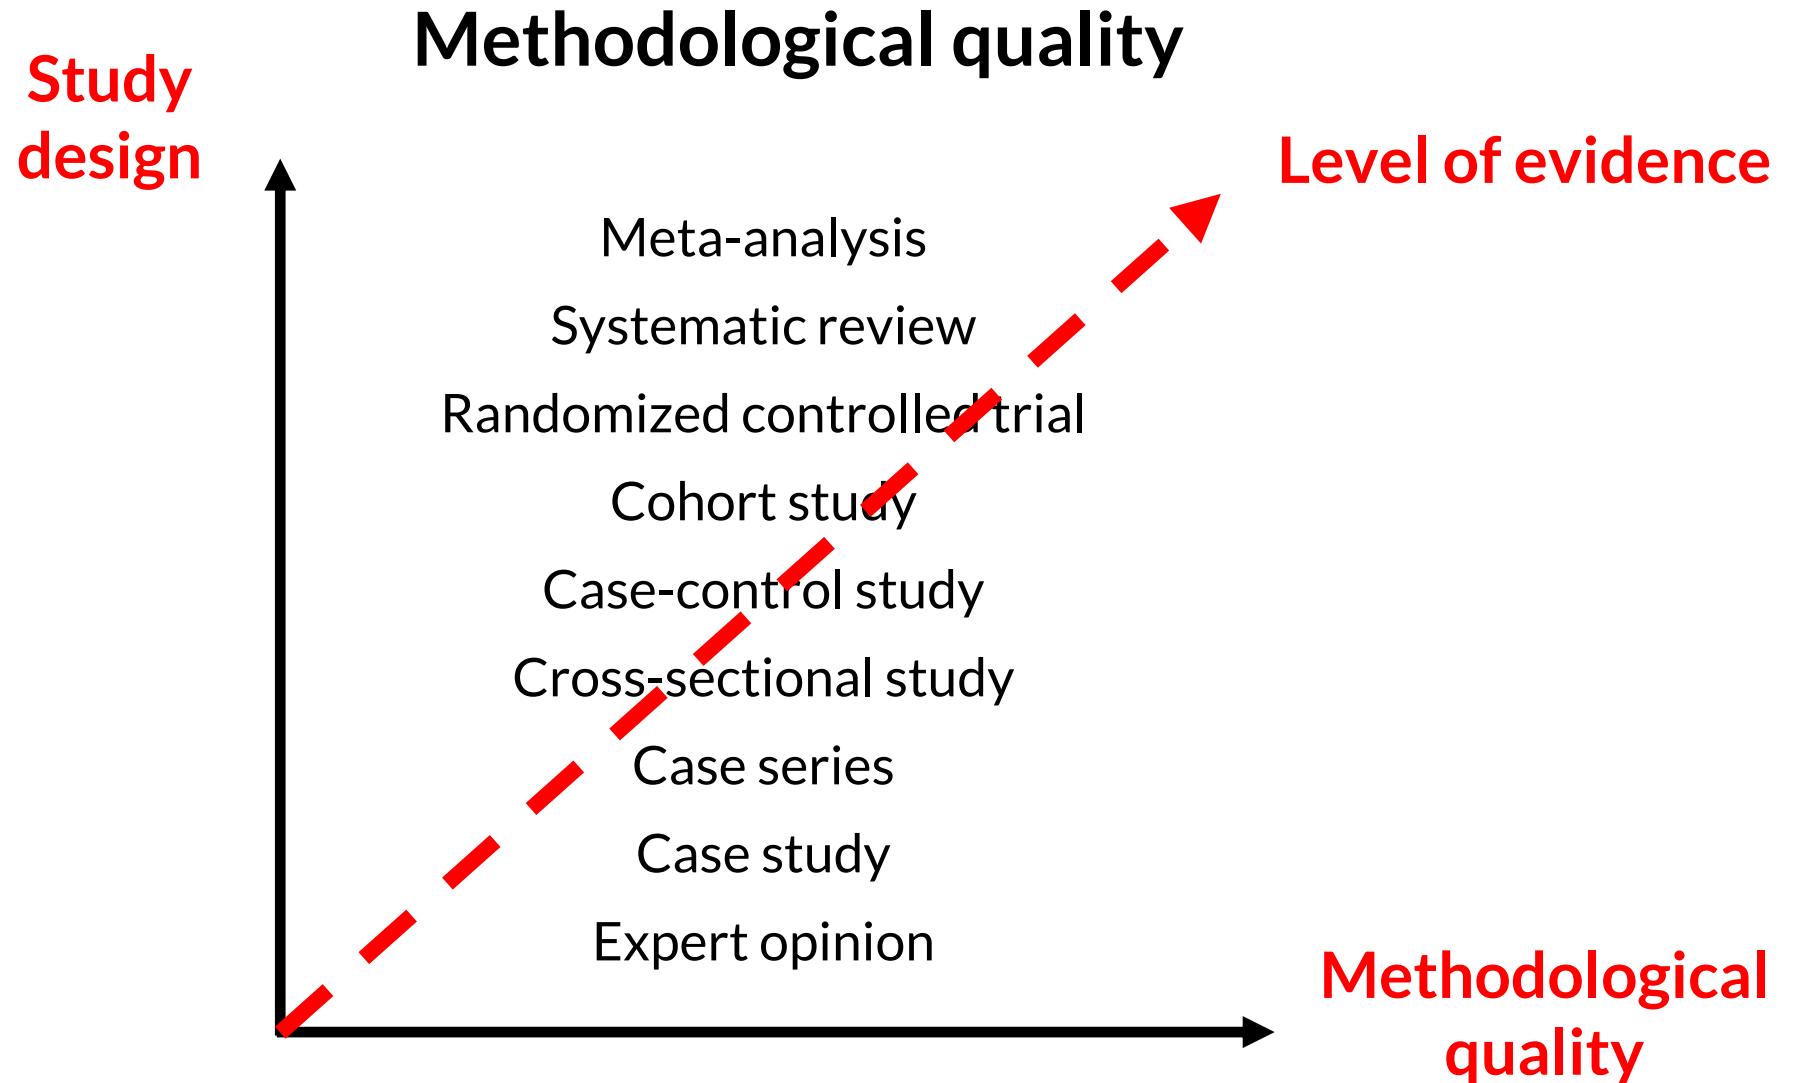 Methodological quality
Study
design
Level of evidence
Meta-analysis
Systematic review
Randomized controlled trial
Cohort study
Case-control study
Cross-sectional study
Case series
Case study
Expert opinion
Methodological
quality